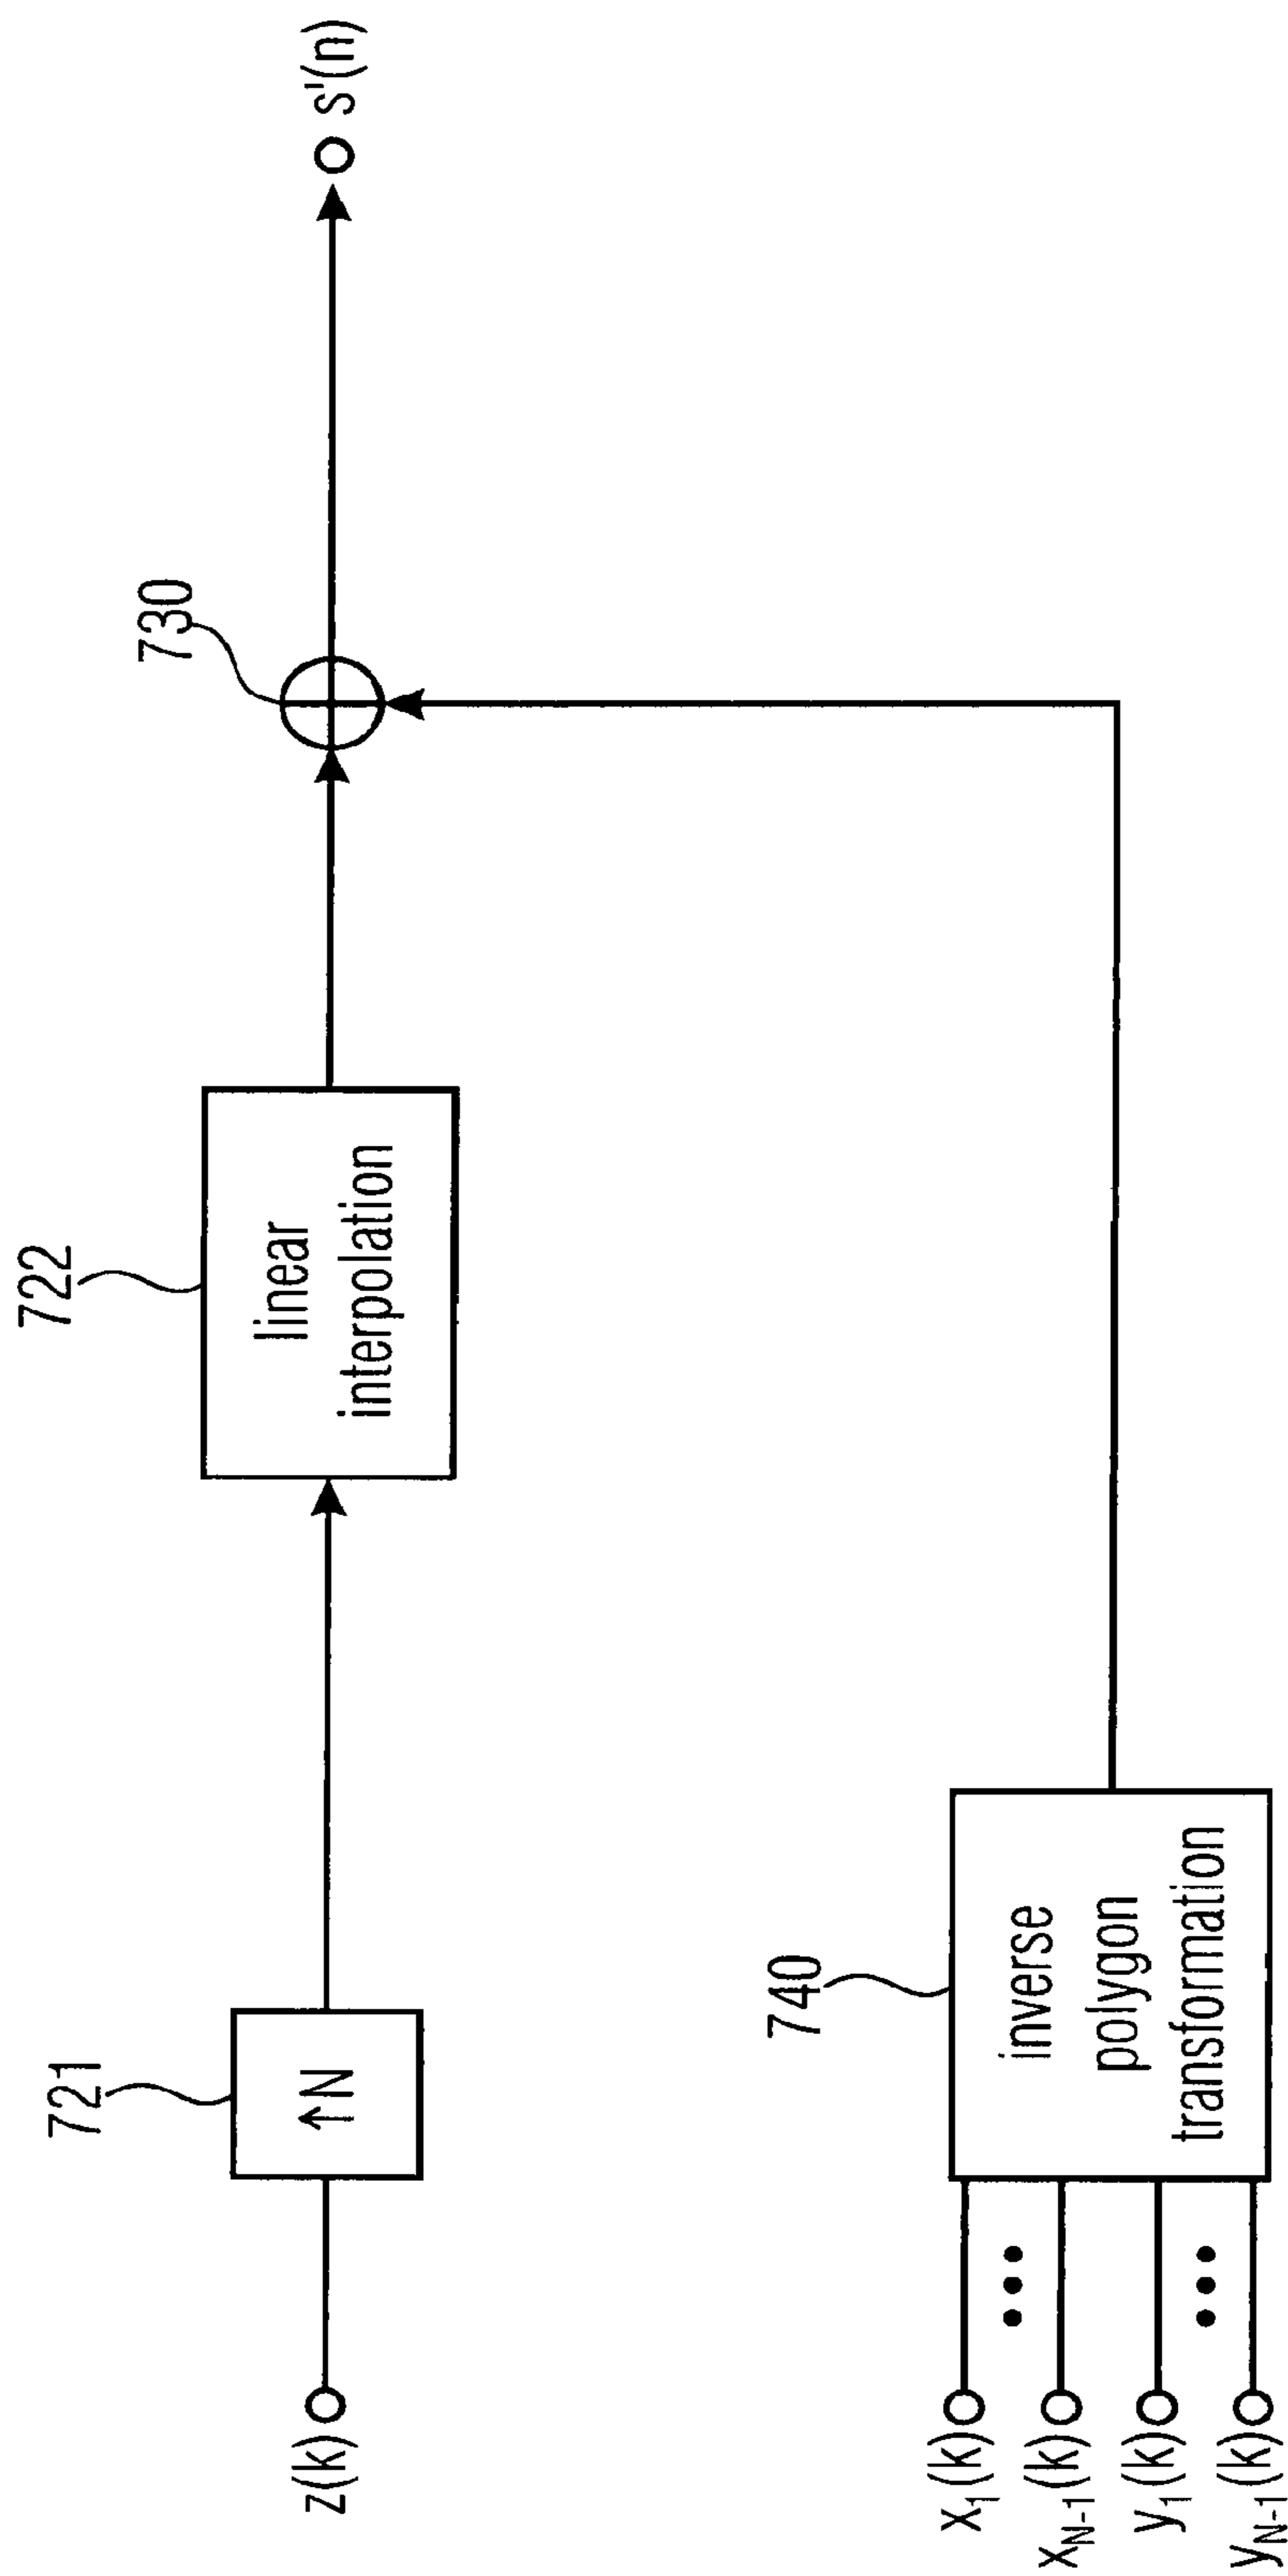 721
722
730
z(k)
↑N
linear
interpolation
s'(n)
740
x₁(k)
xN-1(k)
y₁(k)
yN-1(k)
inverse
polygon
transformation